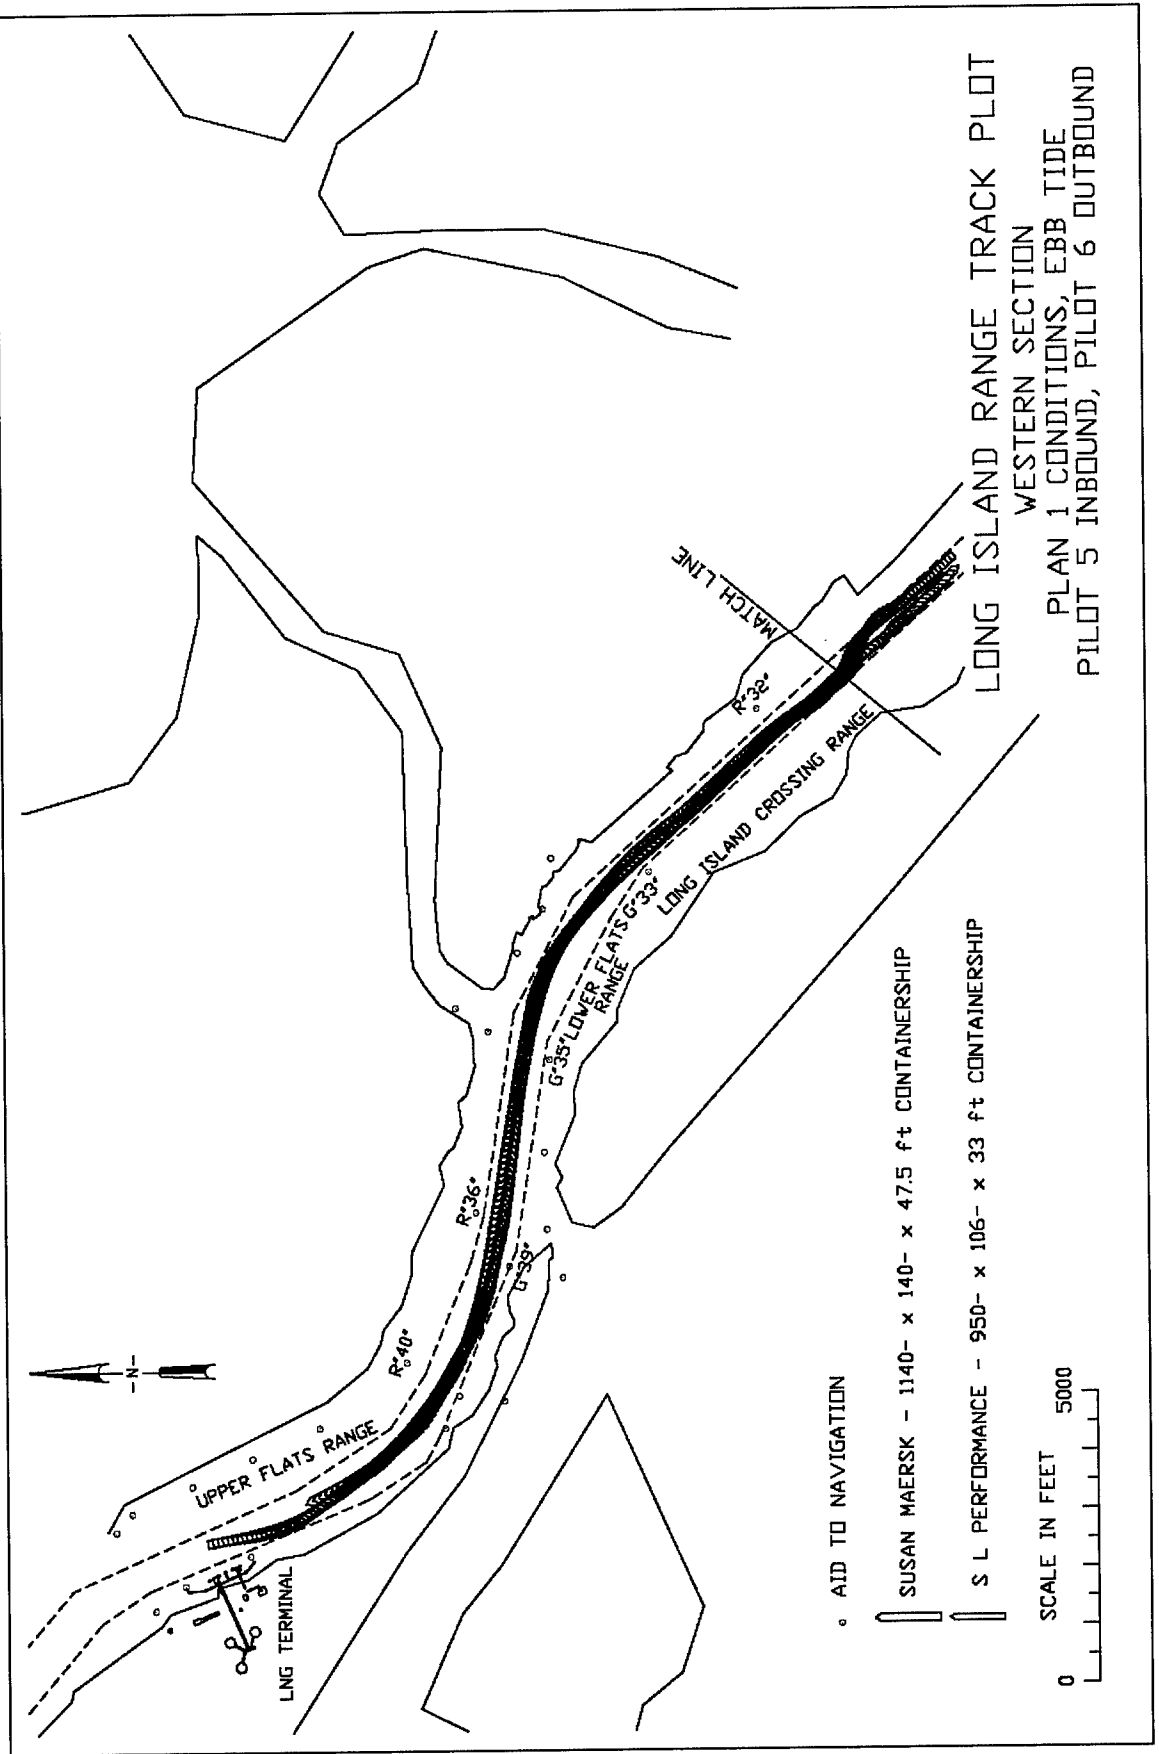 -N-
UPPER FLATS RANGE
LNG TERMINAL
R"40"
R"36"
G"39"
G"35"
LOWER FLATS
RANGE
G"33"
LONG ISLAND CROSSING RANGE
R"32"
MATCH LINE
∘ AID TO NAVIGATION
SUSAN MAERSK - 1140- x 140- x 47.5 ft CONTAINERSHIP
S L PERFORMANCE - 950- x 106- x 33 ft CONTAINERSHIP
SCALE IN FEET
0 5000
LONG ISLAND RANGE TRACK PLOT
WESTERN SECTION
PLAN 1 CONDITIONS, EBB TIDE
PILOT 5 INBOUND, PILOT 6 OUTBOUND